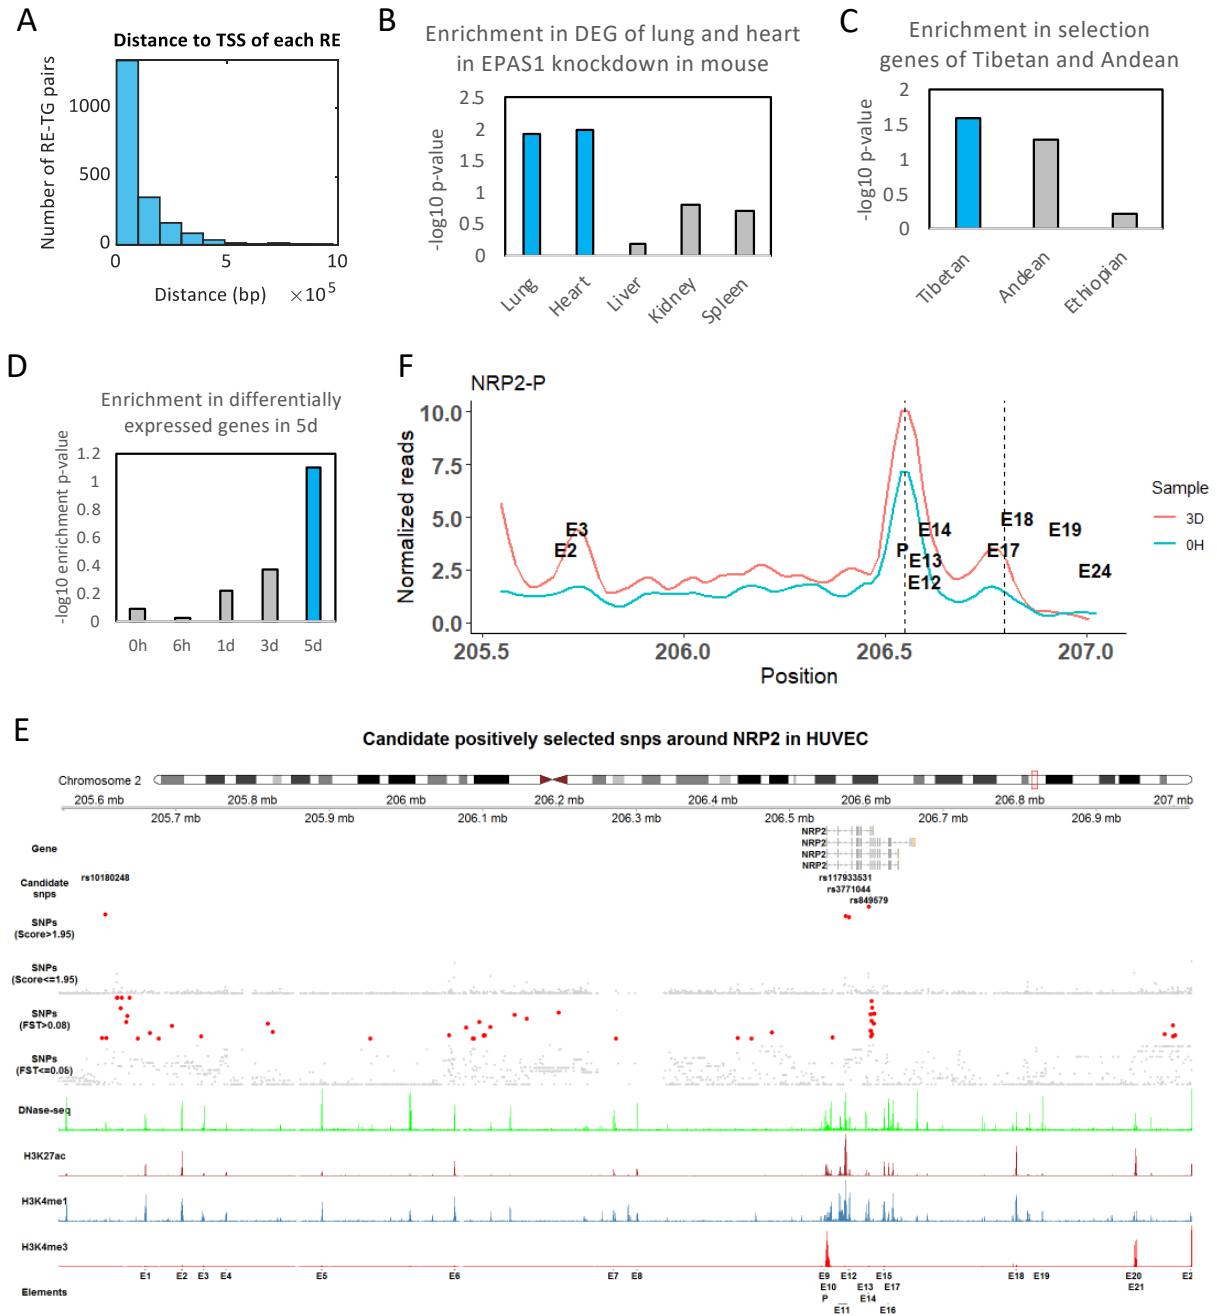 A
Distance to TSS of each RE
Number of RE-TG pairs
1000
500
0
0
5
10
Distance (bp)
×10⁵
B
Enrichment in DEG of lung and heart
in EPAS1 knockdown in mouse
-log10 p-value
2.5
2
1.5
1
0.5
0
Lung
Heart
Liver
Kidney
Spleen
C
Enrichment in selection
genes of Tibetan and Andean
-log10 p-value
2
1.5
1
0.5
0
Tibetan
Andean
Ethiopian
D
Enrichment in differentially
expressed genes in 5d
-log10 enrichment p-value
1.2
1
0.8
0.6
0.4
0.2
0
0h
6h
1d
3d
5d
F
NRP2-P
Normalized reads
10.0
7.5
5.0
2.5
0.0
E3
E2
P
E14
E13
E12
E18
E17
E19
E24
205.5
206.0
206.5
207.0
Position
Sample
3D
0H
E
Candidate positively selected snps around NRP2 in HUVEC
Chromosome 2
205.6 mb
205.8 mb
206 mb
206.2 mb
206.4 mb
206.6 mb
206.8 mb
207 mb
205.7 mb
205.9 mb
206.1 mb
206.3 mb
206.5 mb
206.7 mb
206.9 mb
Gene
NRP2
NRP2
NRP2
NRP2
Candidate
snps
rs10180248
rs117933531
rs3771044
rs849579
SNPs
(Score>1.95)
SNPs
(Score<=1.95)
SNPs
(FST>0.08)
SNPs
(FST<=0.08)
DNase-seq
H3K27ac
H3K4me1
H3K4me3
Elements
E1
E2
E3
E4
E5
E6
E7
E8
E9
E12
E15
E18
E19
E20
E2
E10
E13
E17
E21
P
E14
E11
E16